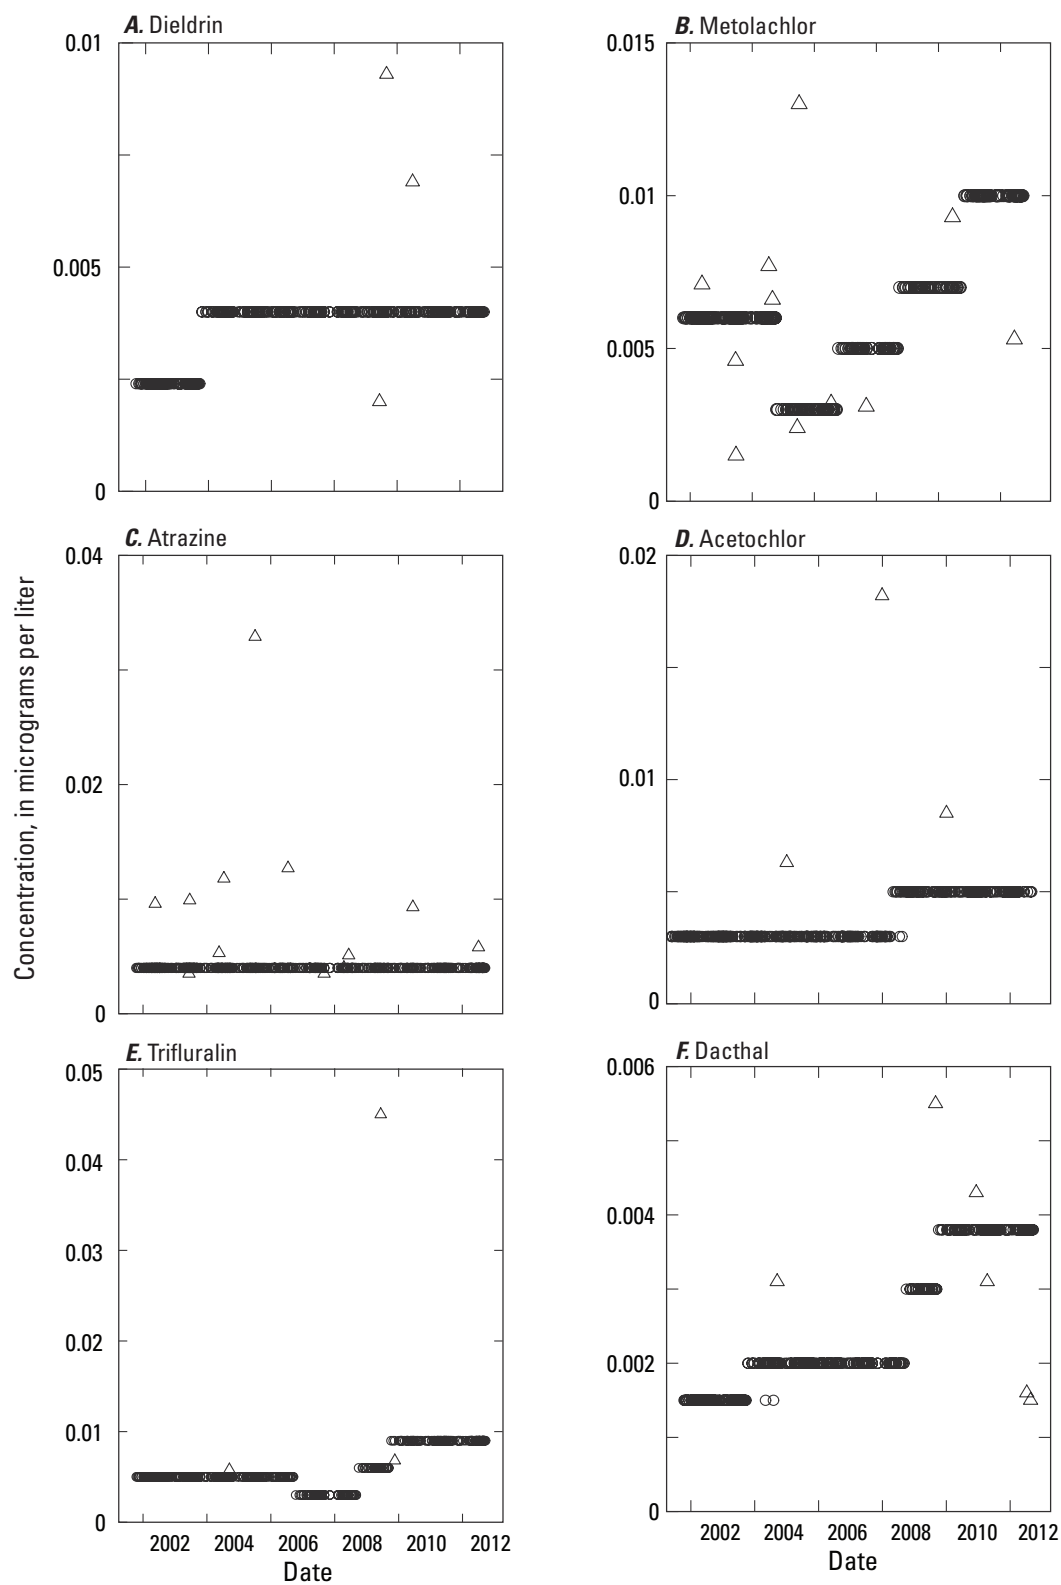 A. Dieldrin
0.01
0.005
0
B. Metolachlor
0.015
0.01
0.005
0
C. Atrazine
0.04
0.02
0
D. Acetochlor
0.02
0.01
0
Concentration, in micrograms per liter
E. Trifluralin
0.05
0.04
0.03
0.02
0.01
0
2002 2004 2006 2008 2010 2012
Date
F. Dacthal
0.006
0.004
0.002
0
2002 2004 2006 2008 2010 2012
Date